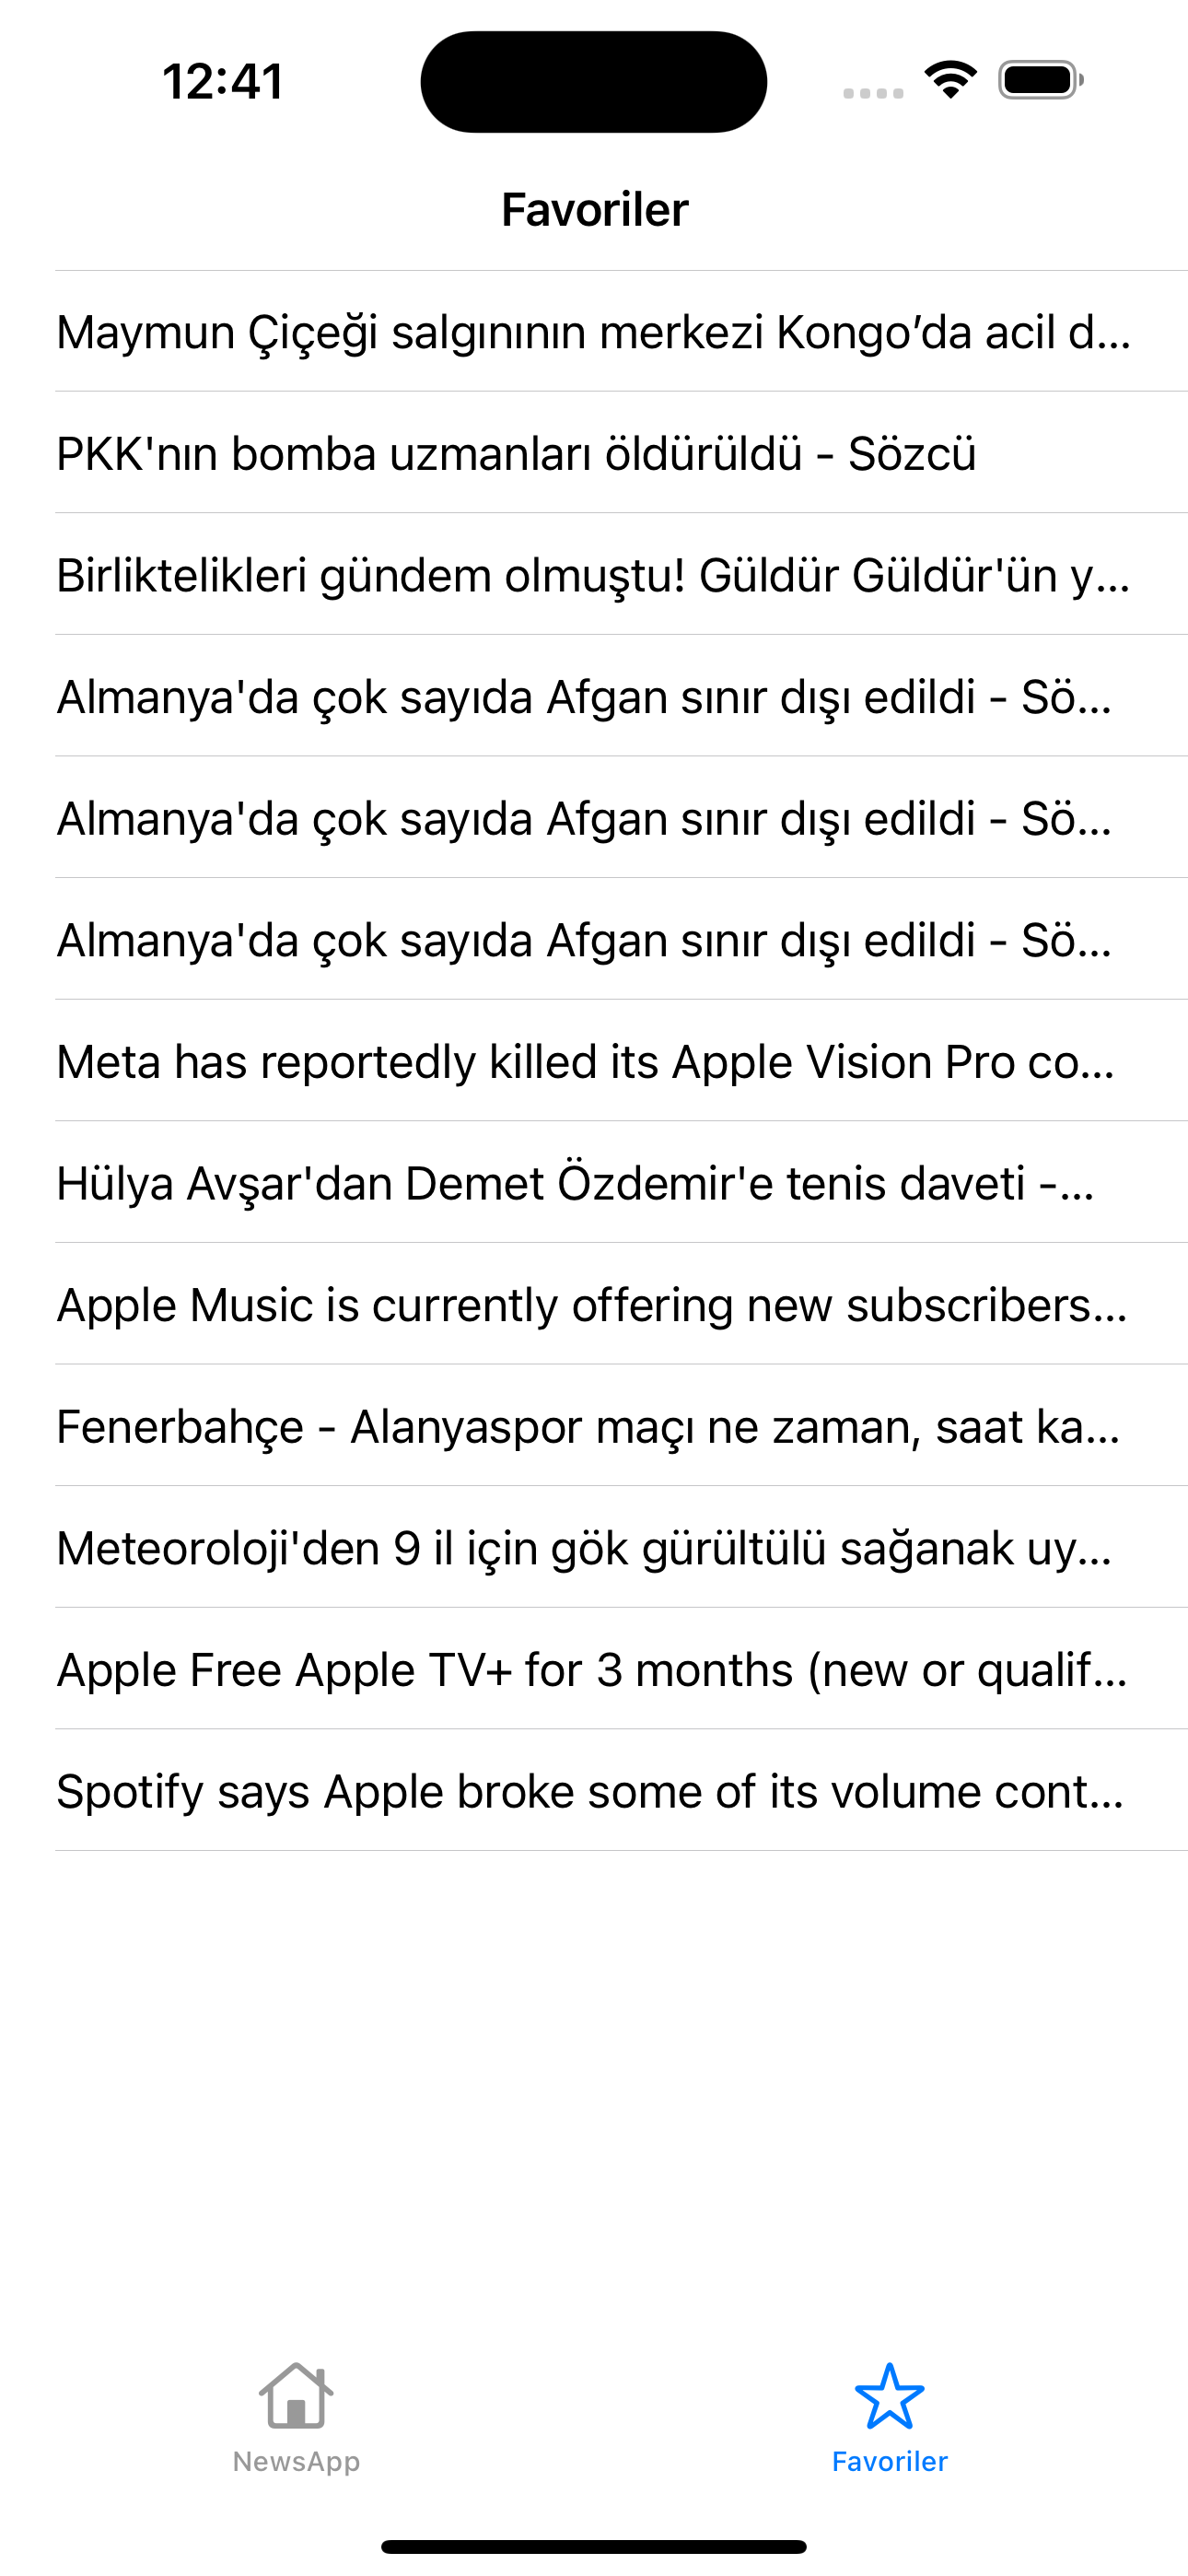 12:41
Favoriler
Maymun Çiçeği salgınının merkezi Kongo’da acil d...
PKK'nın bomba uzmanları öldürüldü - Sözcü
Birliktelikleri gündem olmuştu! Güldür Güldür'ün y...
Almanya'da çok sayıda Afgan sınır dışı edildi - Sö...
Almanya'da çok sayıda Afgan sınır dışı edildi - Sö...
Almanya'da çok sayıda Afgan sınır dışı edildi - Sö...
Meta has reportedly killed its Apple Vision Pro co...
Hülya Avşar'dan Demet Özdemir'e tenis daveti -...
Apple Music is currently offering new subscribers...
Fenerbahçe - Alanyaspor maçı ne zaman, saat ka...
Meteoroloji'den 9 il için gök gürültülü sağanak uy...
Apple Free Apple TV+ for 3 months (new or qualif...
Spotify says Apple broke some of its volume cont...
NewsApp
Favoriler